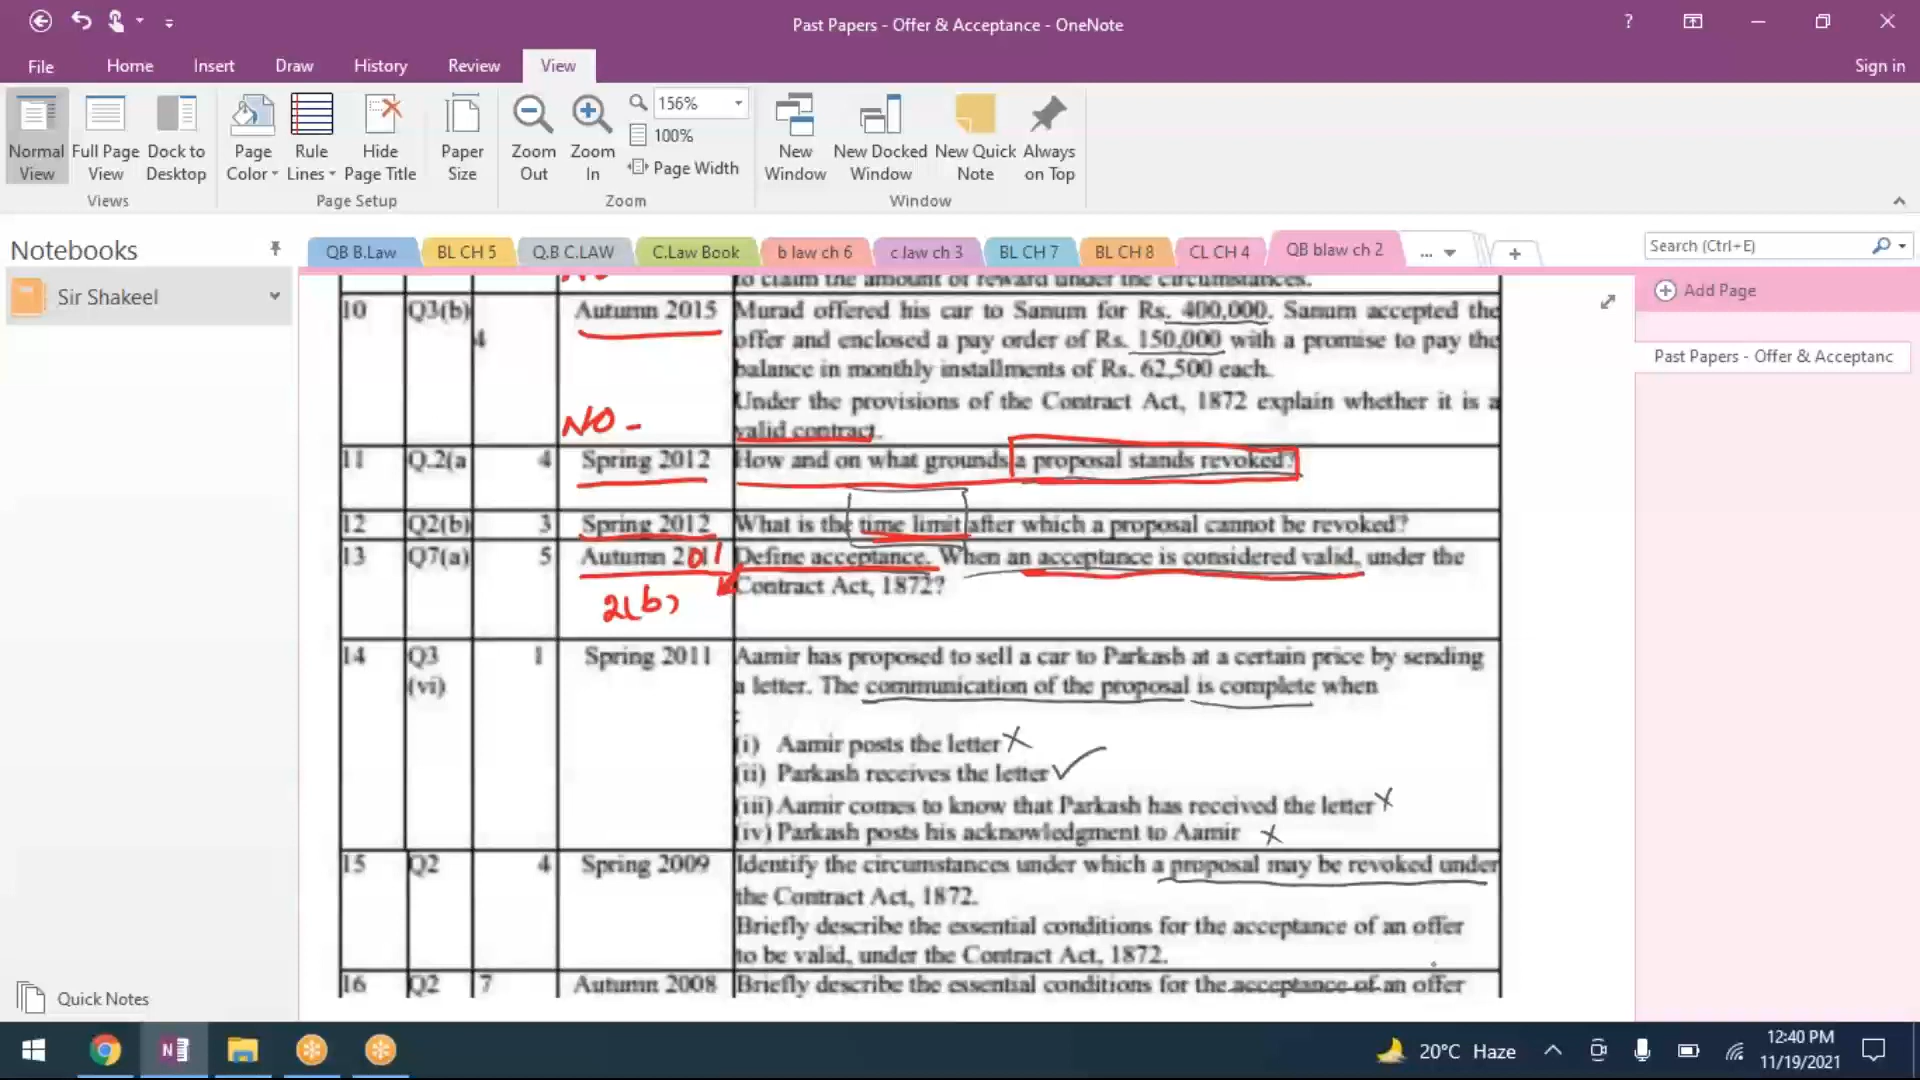 Past Papers - Offer & Acceptance - OneNote
?
File
Home
Insert
Draw
History
Review
View
Sign in
Normal View
Full Page View
Dock to Desktop
Views
Page Color
Rule Lines
Hide Page Title
Paper Size
Page Setup
Zoom Out
Zoom In
156%
100%
Page Width
Zoom
New Window
New Docked Window
New Quick Note
Always on Top
Window
Notebooks
Sir Shakeel
QB B.Law
BL CH 5
Q.B C.LAW
C.Law Book
b law ch 6
c law ch 3
BL CH 7
BL CH 8
CL CH 4
QB blaw ch 2
...
Search (Ctrl+E)
Add Page
Past Papers - Offer & Acceptanc
to claim the amount of reward under the circumstances.
10 Q3(b) 4 Autumn 2015 Murad offered his car to Sanum for Rs. 400,000. Sanum accepted the
offer and enclosed a pay order of Rs. 150,000 with a promise to pay the
balance in monthly installments of Rs. 62,500 each.
Under the provisions of the Contract Act, 1872 explain whether it is a
NO - valid contract.
11 Q.2(a 4 Spring 2012 How and on what grounds a proposal stands revoked?
12 Q2(b) 3 Spring 2012 What is the time limit after which a proposal cannot be revoked?
13 Q7(a) 5 Autumn 2011 Define acceptance. When an acceptance is considered valid, under the
2(b) Contract Act, 1872?
14 Q3 1 Spring 2011 Aamir has proposed to sell a car to Parkash at a certain price by sending
(vi) a letter. The communication of the proposal is complete when
:
(i) Aamir posts the letter
(ii) Parkash receives the letter
(iii) Aamir comes to know that Parkash has received the letter
(iv) Parkash posts his acknowledgment to Aamir
15 Q2 4 Spring 2009 Identify the circumstances under which a proposal may be revoked under
the Contract Act, 1872.
Briefly describe the essential conditions for the acceptance of an offer
to be valid, under the Contract Act, 1872.
16 Q2 7 Autumn 2008 Briefly describe the essential conditions for the acceptance of an offer
Quick Notes
N
20°C Haze
12:40 PM
11/19/2021